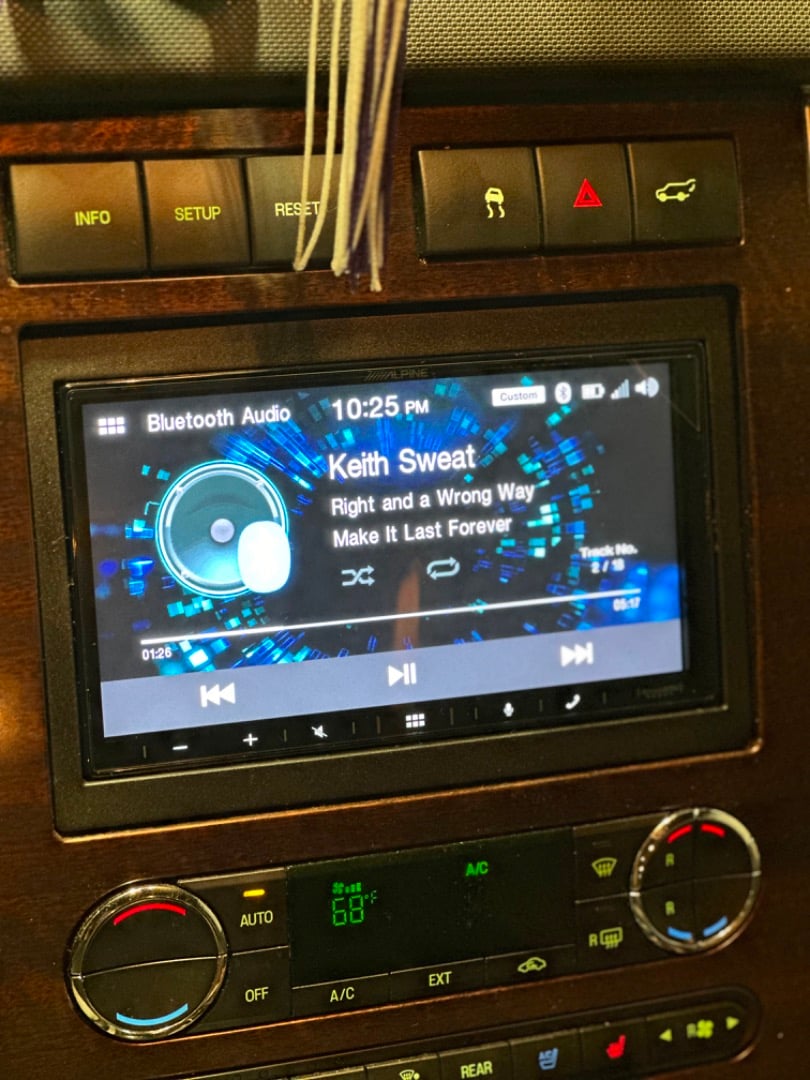 INFO
SETUP
RESET
ALPINE
Bluetooth Audio
10:25 PM
Custom
Keith Sweat
Right and a Wrong Way
Make It Last Forever
Track No.
2 / 18
01:26
05:17
A/C
68°F
AUTO
R
R
R
OFF
A/C
EXT
REAR
R